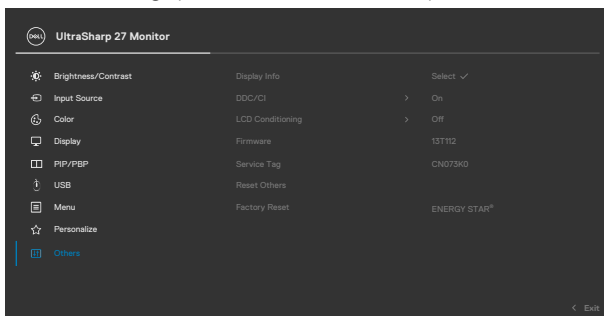 DELL UltraSharp 27 Monitor
Brightness/Contrast Display Info Select ✓
Input Source DDC/CI > On
Color LCD Conditioning > Off
Display Firmware 13T112
PIP/PBP Service Tag CN073K0
USB Reset Others
Menu Factory Reset ENERGY STAR®
Personalize
Others
< Exit